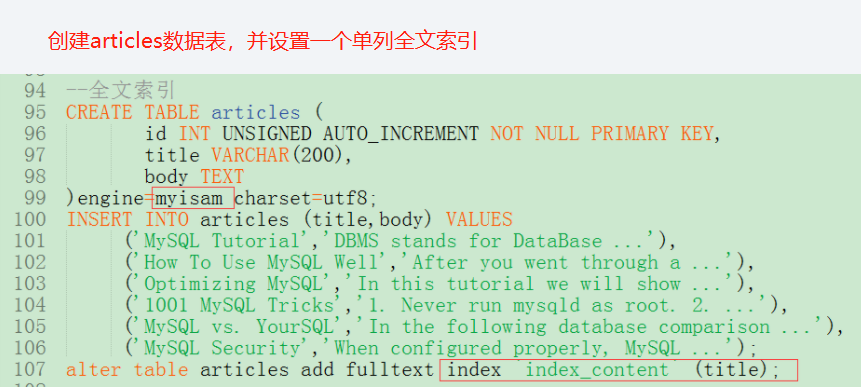 创建articles数据表，并设置一个单列全文索引
94 --全文索引
95 CREATE TABLE articles (
96 id INT UNSIGNED AUTO_INCREMENT NOT NULL PRIMARY KEY,
97 title VARCHAR(200),
98 body TEXT
99 )engine=myisam charset=utf8;
100 INSERT INTO articles (title,body) VALUES
101 ('MySQL Tutorial','DBMS stands for DataBase ...'),
102 ('How To Use MySQL Well','After you went through a ...'),
103 ('Optimizing MySQL','In this tutorial we will show ...'),
104 ('1001 MySQL Tricks','1. Never run mysqld as root. 2. ...'),
105 ('MySQL vs. YourSQL','In the following database comparison ...'),
106 ('MySQL Security','When configured properly, MySQL ...');
107 alter table articles add fulltext index `index_content` (title);